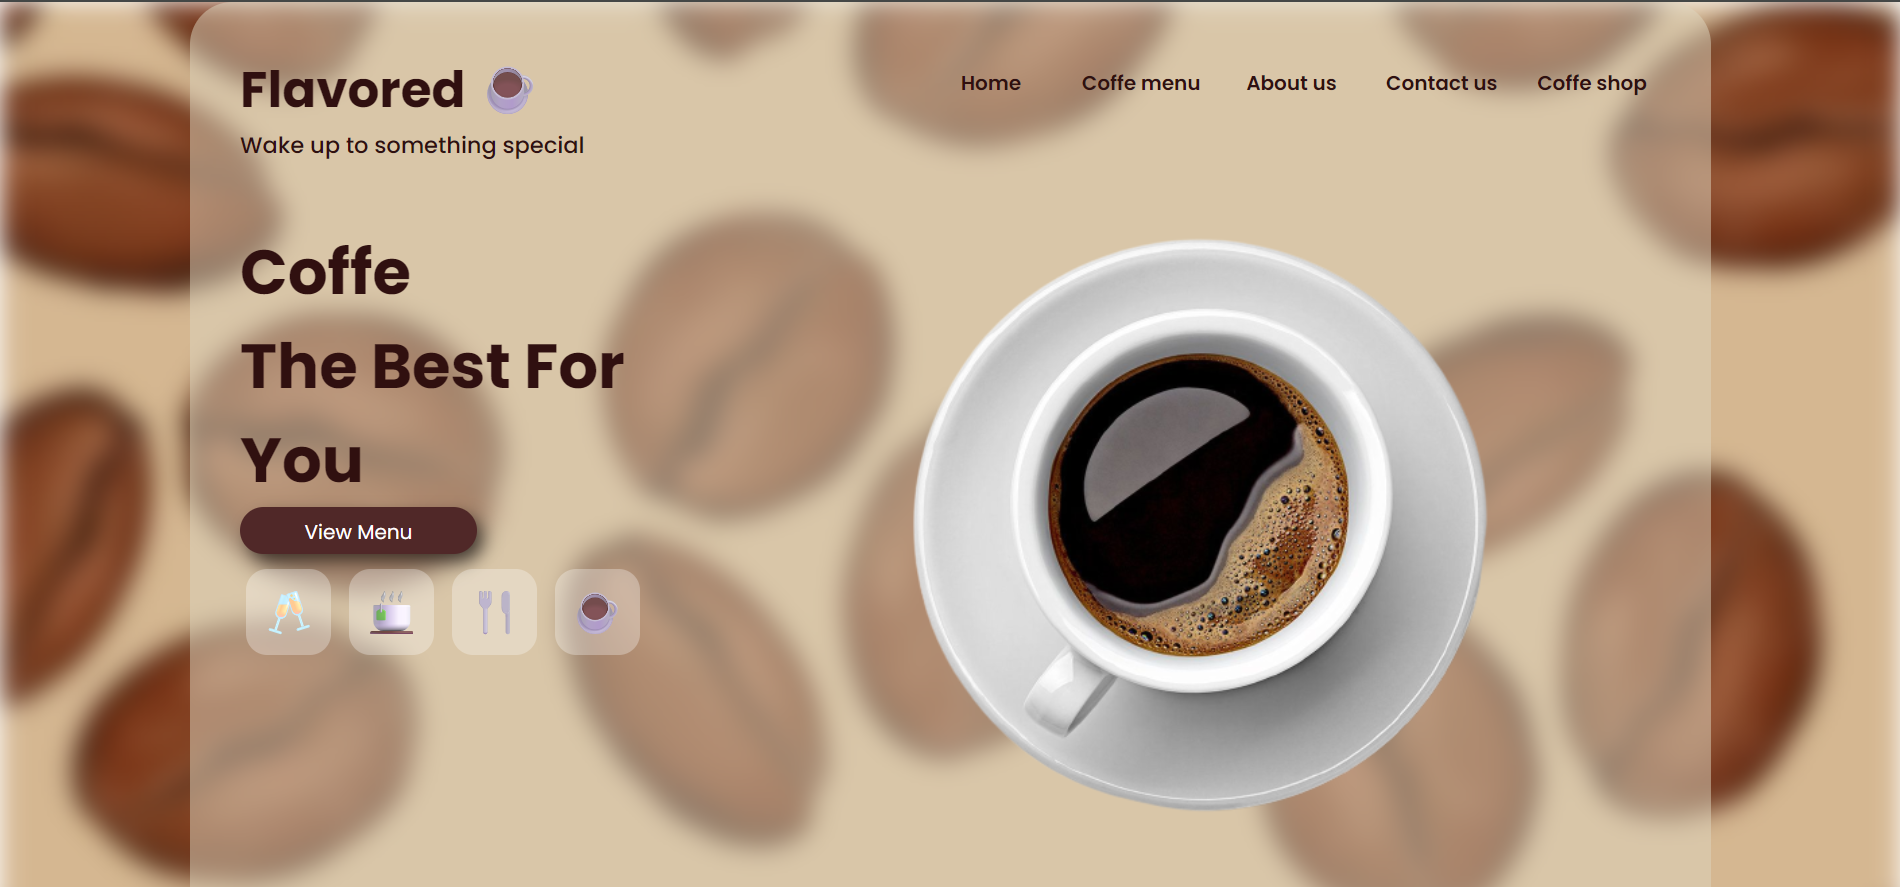 Flavored
Home Coffe menu About us Contact us Coffe shop
Wake up to something special
Coffe
The Best For
You
View Menu